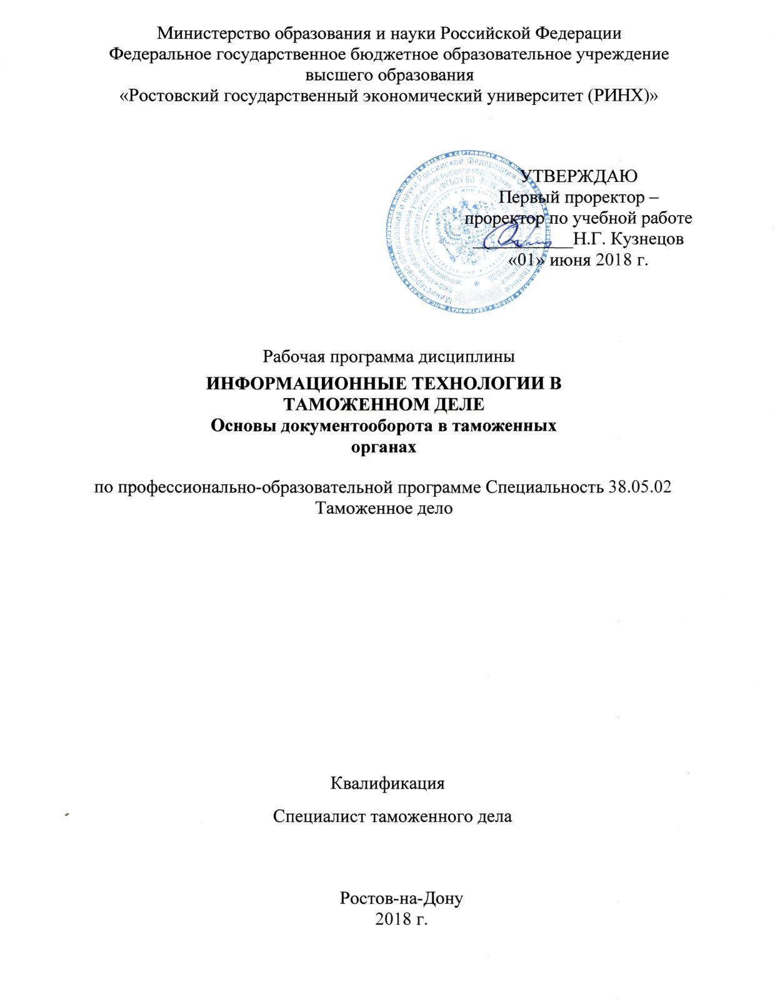 Министерство образования и науки Российской Федерации
Федеральное государственное бюджетное образовательное учреждение
высшего образования
«Ростовский государственный экономический университет (РИНХ)»
УТВЕРЖДАЮ
Первый проректор –
проректор по учебной работе
Н.Г. Кузнецов
«01» июня 2018 г.
Рабочая программа дисциплины
ИНФОРМАЦИОННЫЕ ТЕХНОЛОГИИ В
ТАМОЖЕННОМ ДЕЛЕ
Основы документооборота в таможенных
органах
по профессионально-образовательной программе Специальность 38.05.02
Таможенное дело
Квалификация
Специалист таможенного дела
Ростов-на-Дону
2018 г.